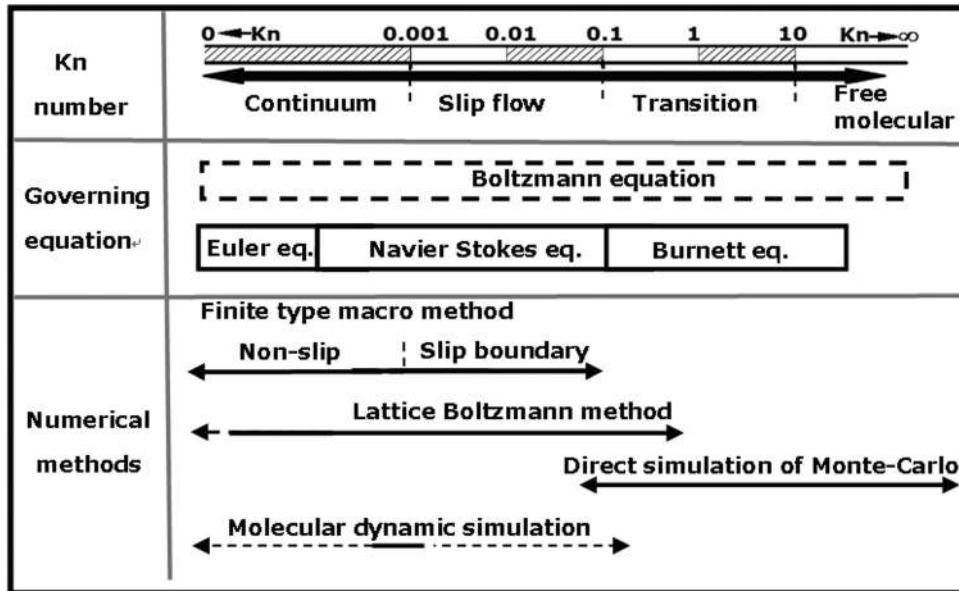 Kn
number
0 Kn 0.001 0.01 0.1 1 10 Kn ∞
Continuum Slip flow Transition Free
molecular
Governing
equation
Boltzmann equation
Euler eq. Navier Stokes eq. Burnett eq.
Numerical
methods
Finite type macro method
Non-slip Slip boundary
Lattice Boltzmann method
Direct simulation of Monte-Carlo
Molecular dynamic simulation